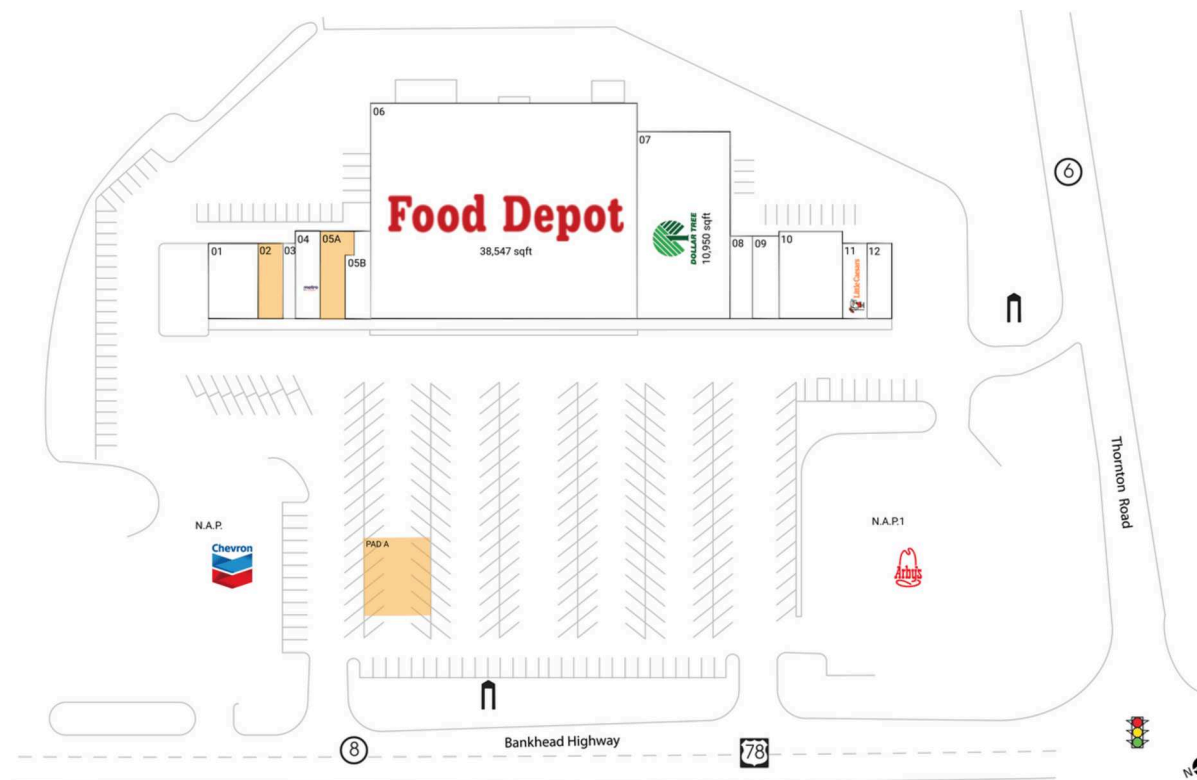 06
07
6
Food Depot
38,547 sqft
DOLLAR TREE
10,950 sqft
01
02
03
04
metro
05A
05B
08
09
10
11
Little Caesars
12
Thornton Road
N.A.P.
Chevron
N.A.P.1
Arby's
PAD A
8
Bankhead Highway
78
N